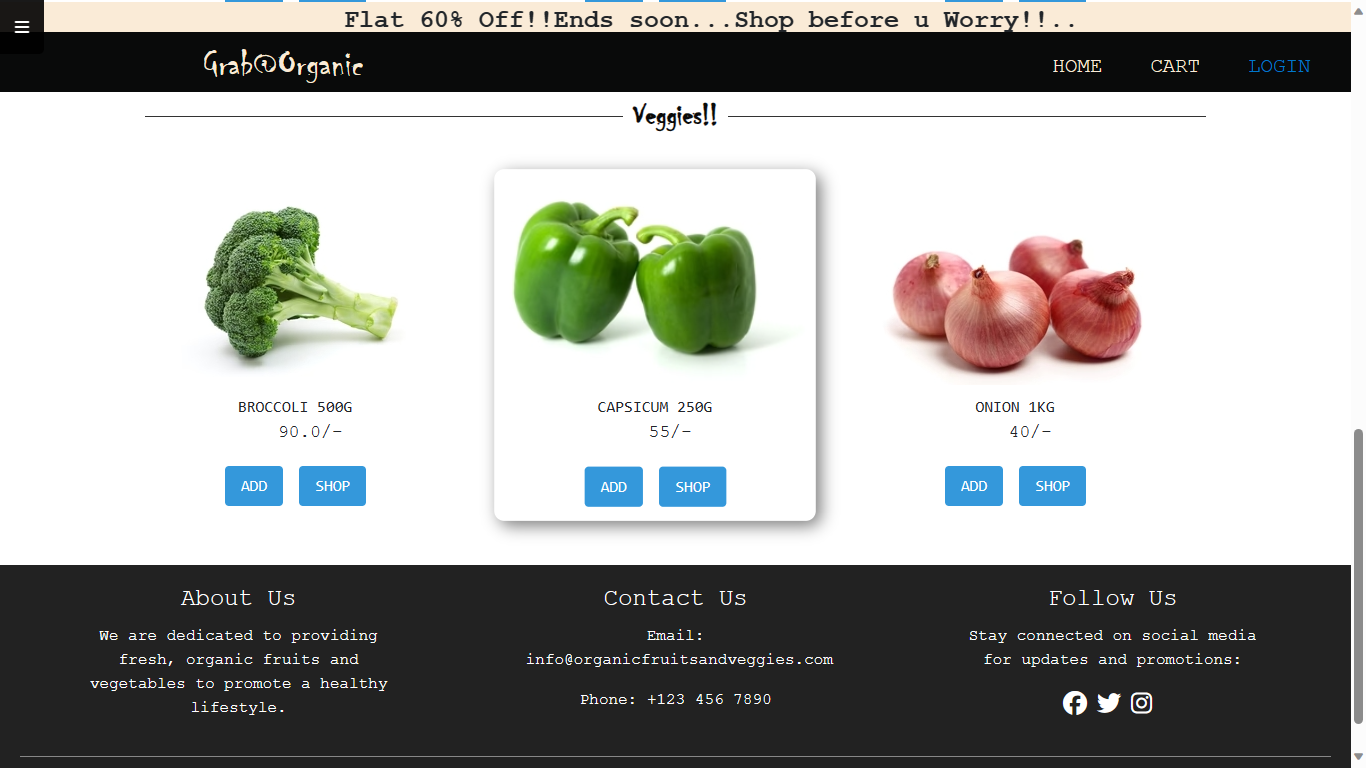 Flat 60% Off!!Ends soon...Shop before u Worry!!..
Grab@Organic
HOME CART LOGIN
Veggies!!
BROCCOLI 500G
90.0/-
ADD SHOP
CAPSICUM 250G
55/-
ADD SHOP
ONION 1KG
40/-
ADD SHOP
About Us
We are dedicated to providing
fresh, organic fruits and
vegetables to promote a healthy
lifestyle.
Contact Us
Email:
info@organicfruitsandveggies.com
Phone: +123 456 7890
Follow Us
Stay connected on social media
for updates and promotions: